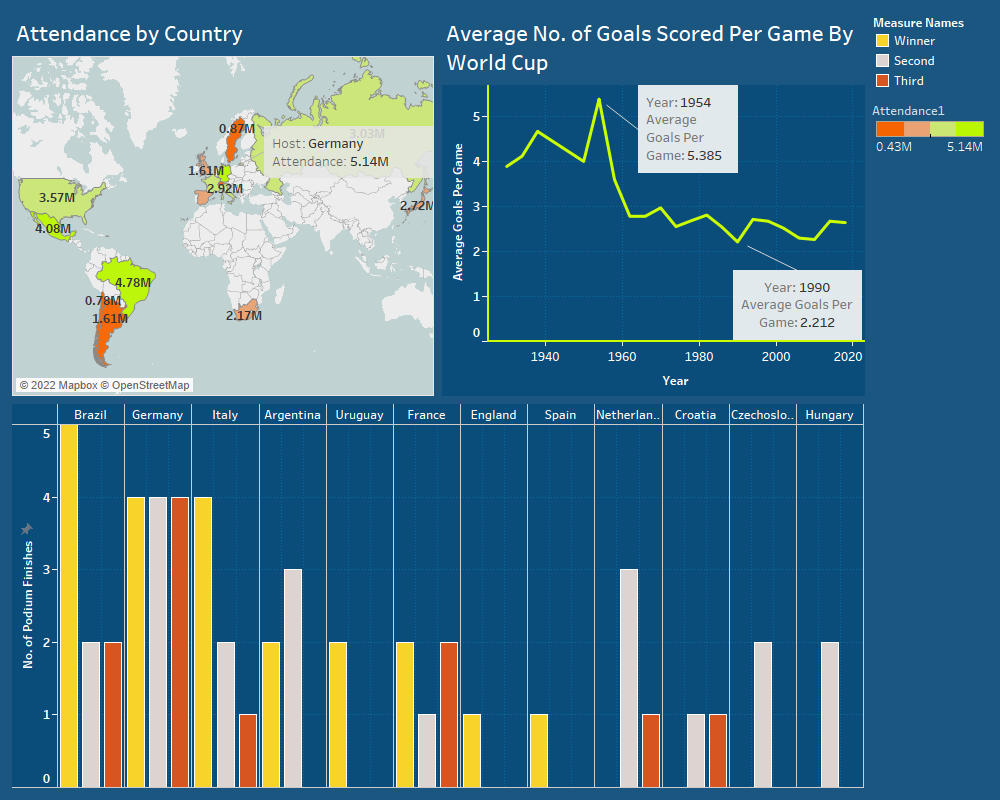 Attendance by Country
0.87M
3.03M
Host: Germany
Attendance: 5.14M
1.61M
2.92M
3.57M
2.72M
4.08M
4.78M
0.78M
1.61M
2.17M
© 2022 Mapbox © OpenStreetMap
Average No. of Goals Scored Per Game By
World Cup
Average Goals Per Game
5
4
3
2
1
0
Year: 1954
Average
Goals Per
Game: 5.385
Year: 1990
Average Goals Per
Game: 2.212
1940 1960 1980 2000 2020
Year
Measure Names
Winner
Second
Third
Attendance1
0.43M 5.14M
Brazil Germany Italy Argentina Uruguay France England Spain Netherlan.. Croatia Czechoslo.. Hungary
No. of Podium Finishes
5
4
3
2
1
0